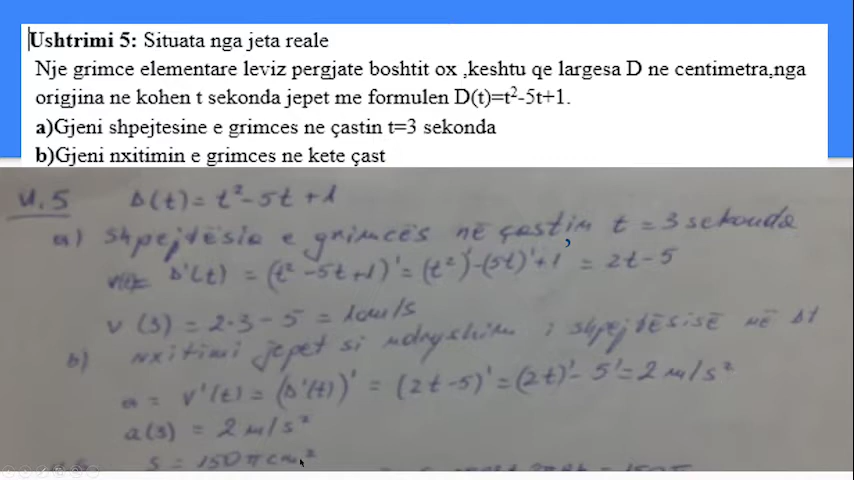 Ushtrimi 5: Situata nga jeta reale
Nje grimce elementare leviz pergjate boshtit ox ,keshtu qe largesa D ne centimetra,nga
origjina ne kohen t sekonda jepet me formulen D(t)=t²-5t+1.
a)Gjeni shpejtesine e grimces ne çastin t=3 sekonda
b)Gjeni nxitimin e grimces ne kete çast
U.5 D(t) = t² - 5t + 1
a) Shpejtësia e grimcës në çastin t = 3 sekonda
D'(t) = (t² - 5t + 1)' = (t²)' - (5t)' + 1' = 2t - 5
v (3) = 2·3 - 5 = 1cm/s
b) nxitimi jepet si ndryshim i shpejtësisë në Δt
a = v'(t) = (D'(t))' = (2t - 5)' = (2t)' - 5' = 2 m/s²
a(3) = 2 m/s²
S = 150 π cm²